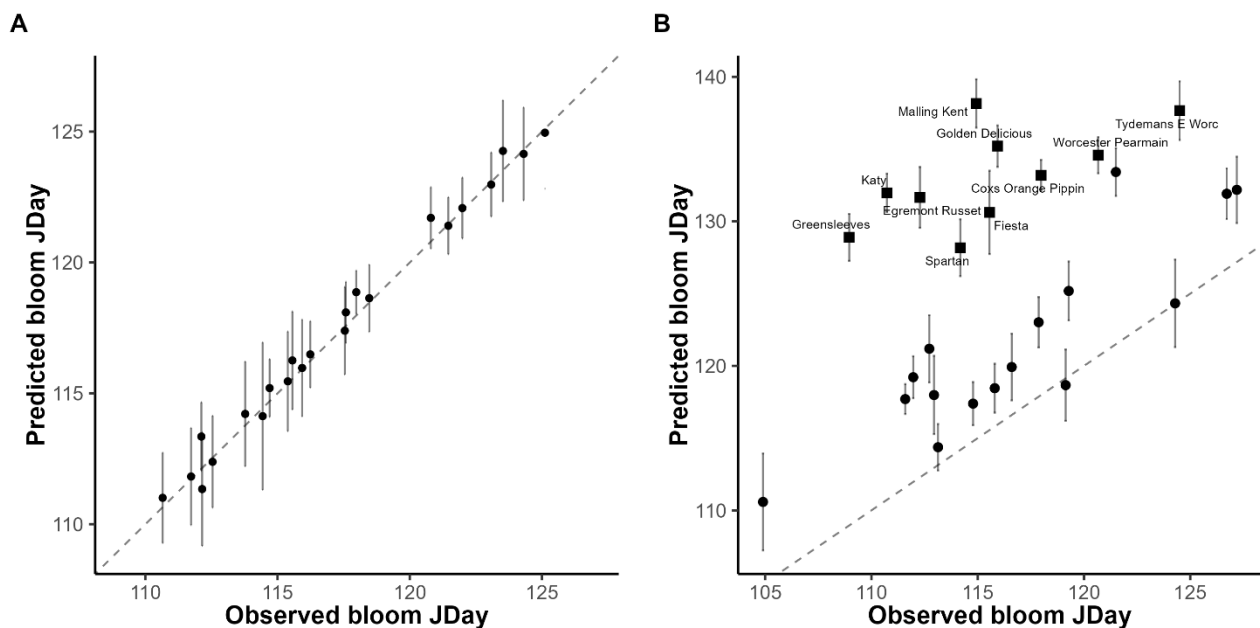 A
Predicted bloom JDay
125
120
115
110
110
115
120
125
Observed bloom JDay
B
Predicted bloom JDay
140
130
120
110
Malling Kent
Golden Delicious
Tydemans E Worc
Worcester Pearmain
Katy
Coxs Orange Pippin
Egremont Russet
Greensleeves
Fiesta
Spartan
105
110
115
120
125
Observed bloom JDay